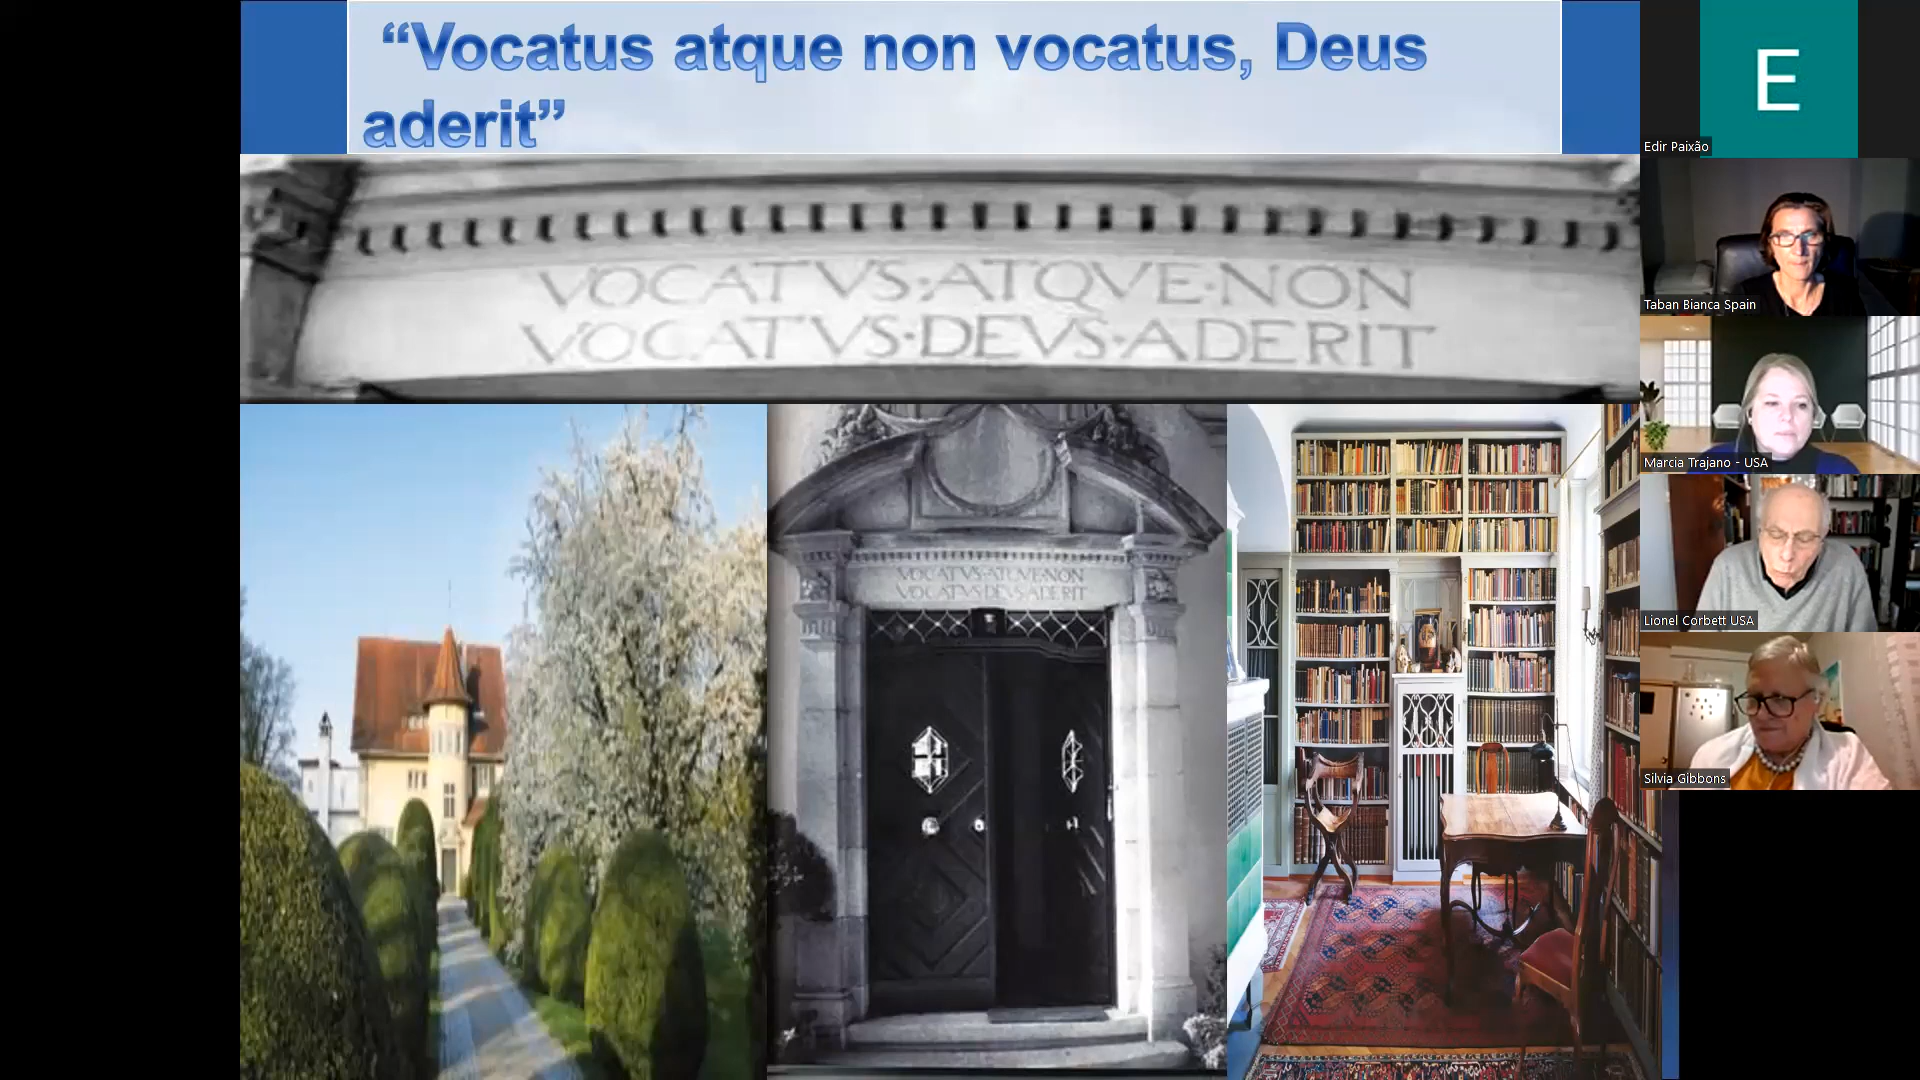 “Vocatus atque non vocatus, Deus
aderit”
VOCATVS·ATQVE·NON
VOCATVS·DEVS·ADERIT
VOCATVS·ATQVE·NON
VOCATVS·DEVS·ADERIT
E
Edir Paixão
Taban Bianca Spain
Marcia Trajano - USA
Lionel Corbett USA
Silvia Gibbons